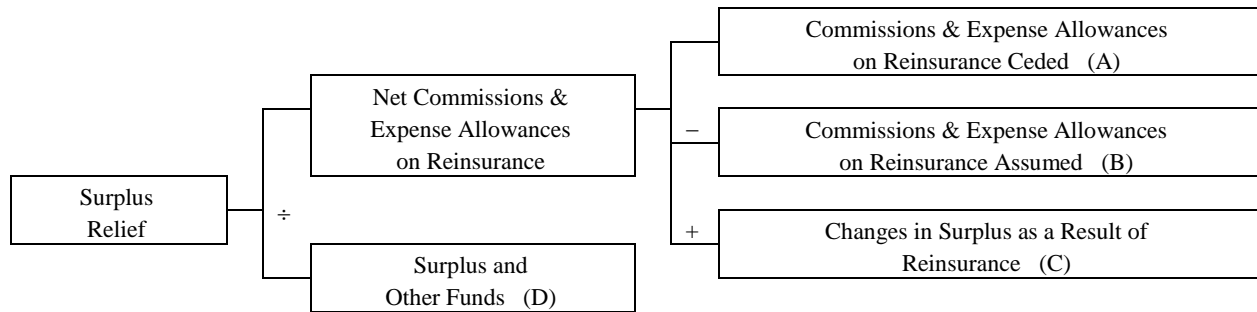 Surplus
Relief
÷
Net Commissions &
Expense Allowances
on Reinsurance
Surplus and
Other Funds (D)
Commissions & Expense Allowances
on Reinsurance Ceded (A)
−
Commissions & Expense Allowances
on Reinsurance Assumed (B)
+
Changes in Surplus as a Result of
Reinsurance (C)